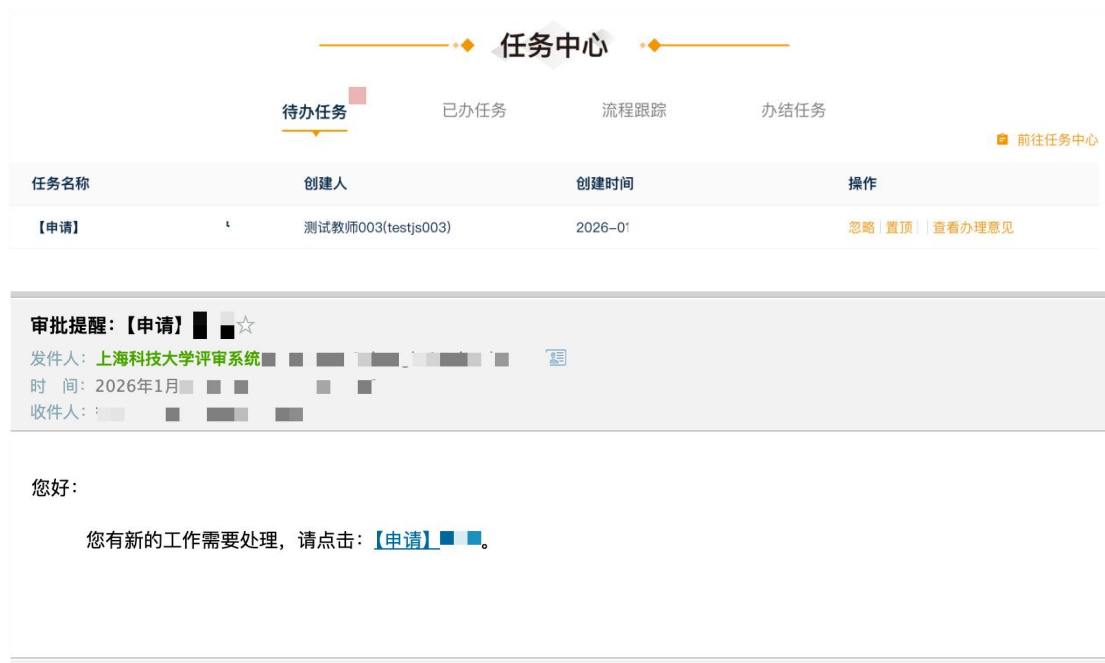 任务中心
待办任务 已办任务 流程跟踪 办结任务
前往任务中心
任务名称 创建人 创建时间 操作
【申请】 测试教师003(testjs003) 2026-01 忽略 | 置顶 | | 查看办理意见
审批提醒：【申请】
发件人：上海科技大学评审系统
时 间：2026年1月
收件人：
您好：
您有新的工作需要处理，请点击：【申请】。